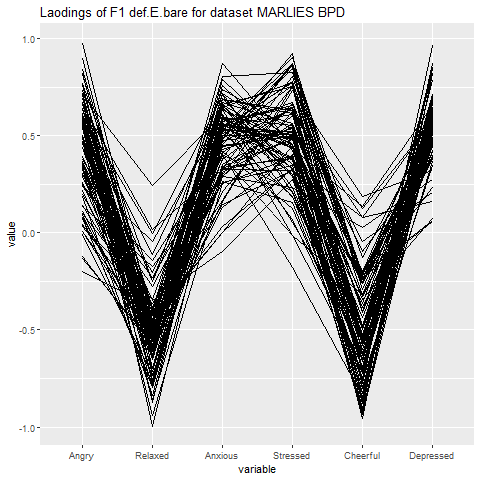 Laodings of F1 def.E.bare for dataset MARLIES BPD
1.0
0.5
0.0
-0.5
-1.0
value
Angry Relaxed Anxious Stressed Cheerful Depressed
variable